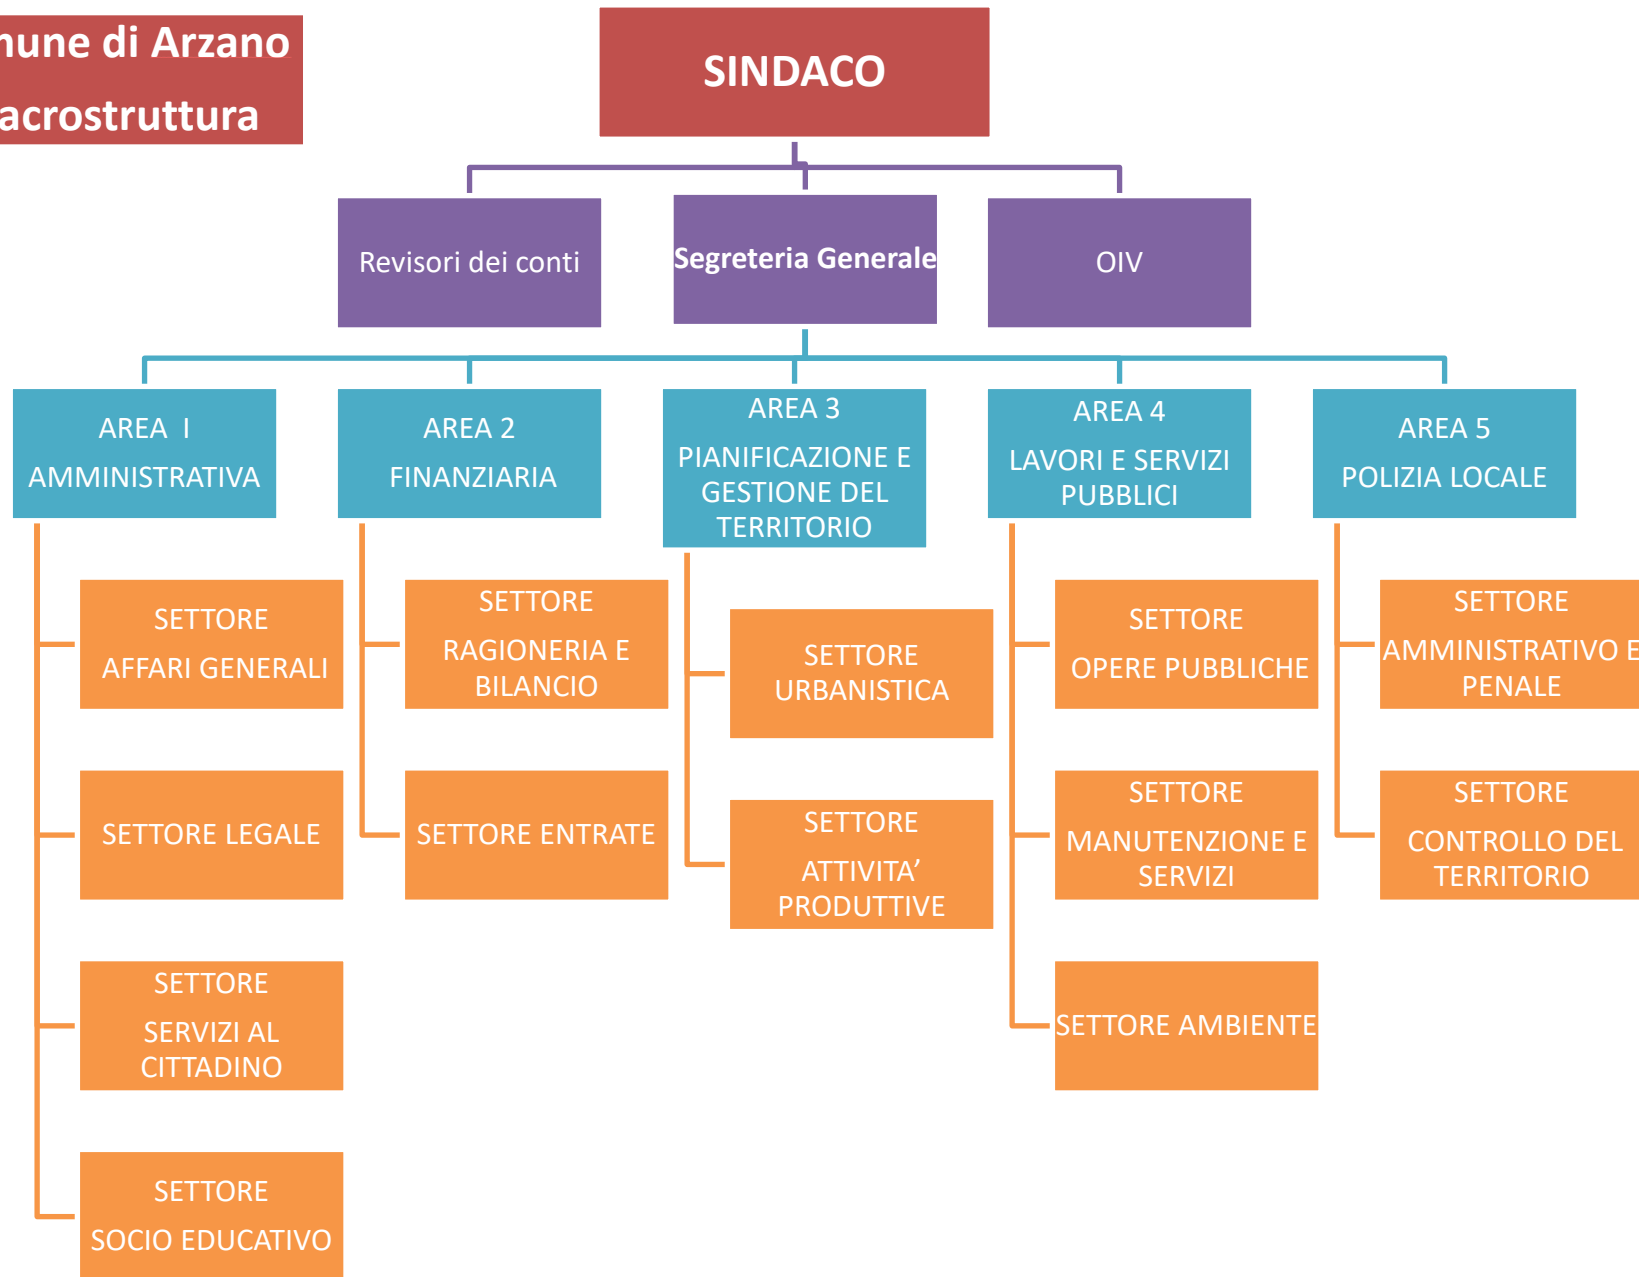 mune di Arzano
acrostruttura
SINDACO
Revisori dei conti
Segreteria Generale
OIV
AREA I
AMMINISTRATIVA
AREA 2
FINANZIARIA
AREA 3
PIANIFICAZIONE E
GESTIONE DEL
TERRITORIO
AREA 4
LAVORI E SERVIZI
PUBBLICI
AREA 5
POLIZIA LOCALE
SETTORE
AFFARI GENERALI
SETTORE LEGALE
SETTORE
SERVIZI AL
CITTADINO
SETTORE
SOCIO EDUCATIVO
SETTORE
RAGIONERIA E
BILANCIO
SETTORE ENTRATE
SETTORE
URBANISTICA
SETTORE
ATTIVITA’
PRODUTTIVE
SETTORE
OPERE PUBBLICHE
SETTORE
MANUTENZIONE E
SERVIZI
SETTORE AMBIENTE
SETTORE
AMMINISTRATIVO E
PENALE
SETTORE
CONTROLLO DEL
TERRITORIO